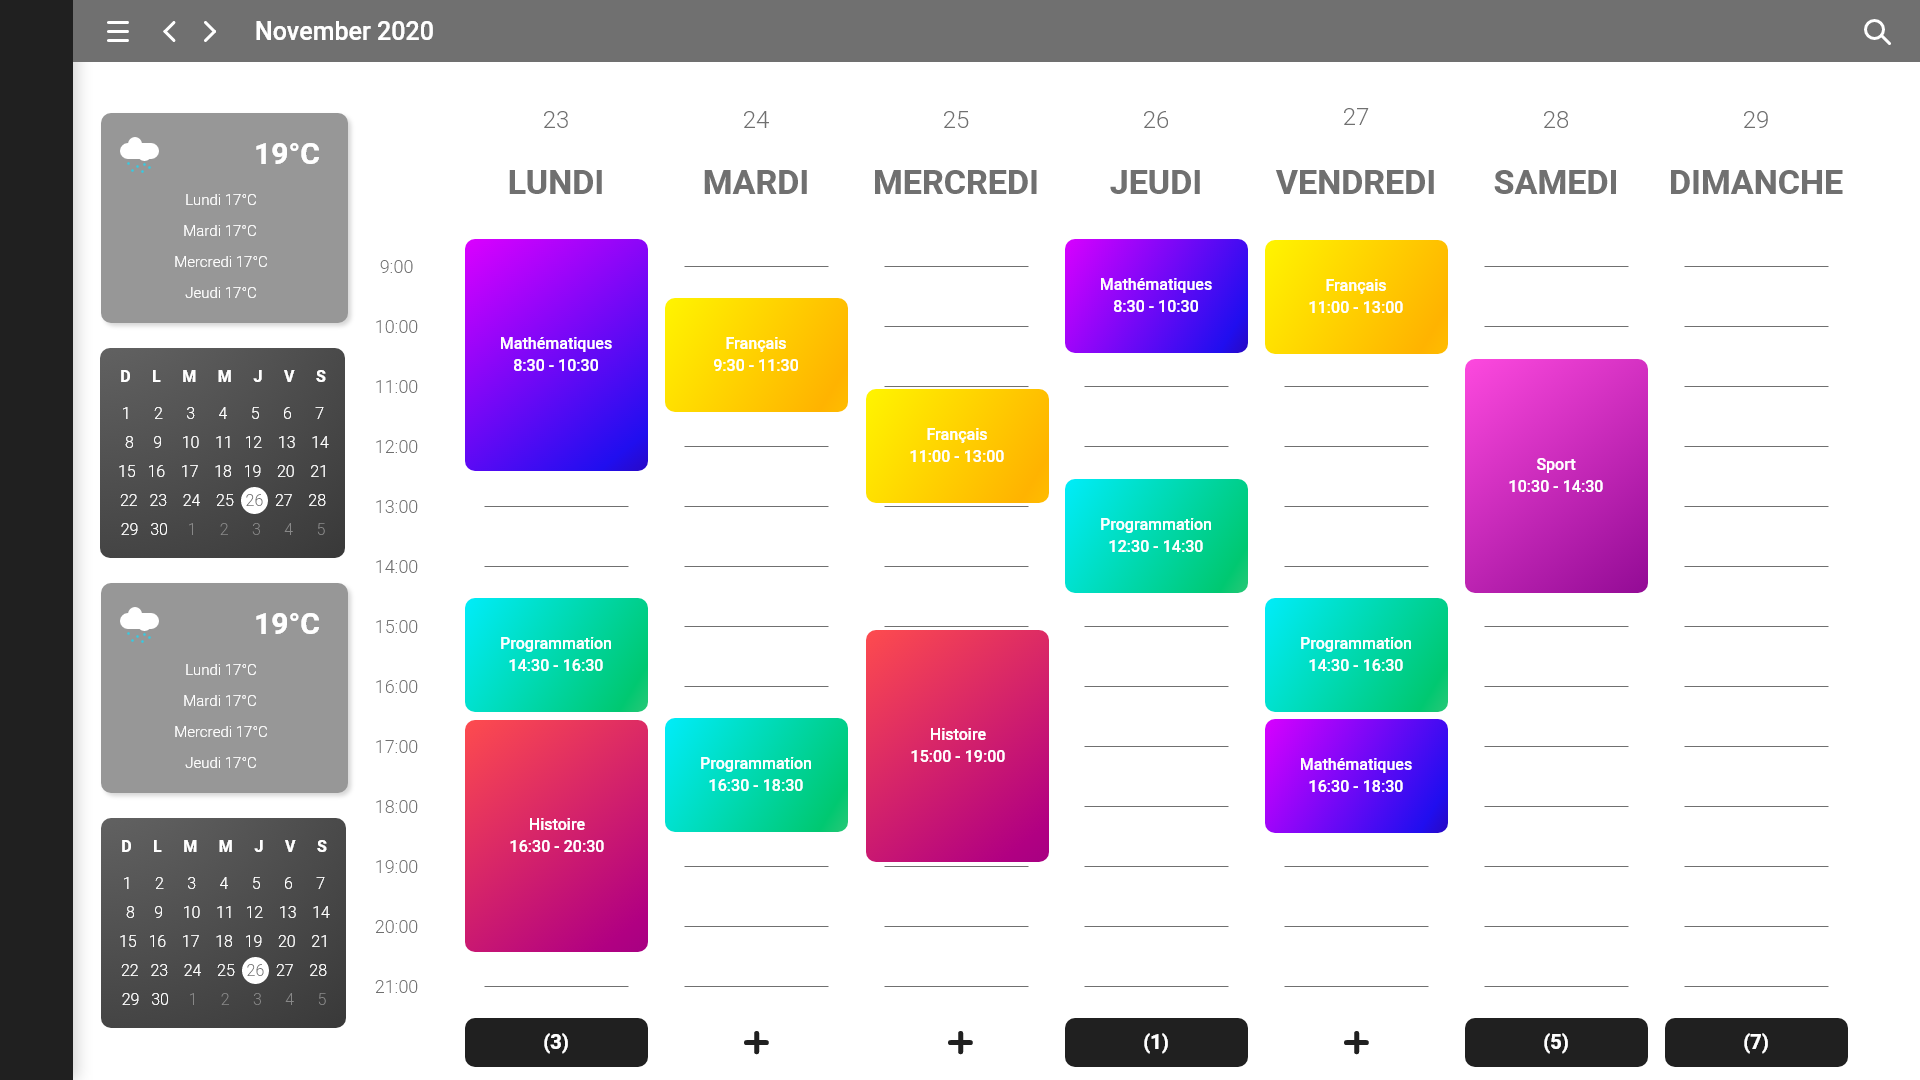 November 2020
19°C
Lundi 17°C
Mardi 17°C
Mercredi 17°C
Jeudi 17°C
D L M M J V S
1 2 3 4 5 6 7
8 9 10 11 12 13 14
15 16 17 18 19 20 21
22 23 24 25 26 27 28
29 30 1 2 3 4 5
19°C
Lundi 17°C
Mardi 17°C
Mercredi 17°C
Jeudi 17°C
D L M M J V S
1 2 3 4 5 6 7
8 9 10 11 12 13 14
15 16 17 18 19 20 21
22 23 24 25 26 27 28
29 30 1 2 3 4 5
23 24 25 26 27 28 29
LUNDI MARDI MERCREDI JEUDI VENDREDI SAMEDI DIMANCHE
9:00
10:00
11:00
12:00
13:00
14:00
15:00
16:00
17:00
18:00
19:00
20:00
21:00
Mathématiques
8:30 - 10:30
Programmation
14:30 - 16:30
Histoire
16:30 - 20:30
Français
9:30 - 11:30
Programmation
16:30 - 18:30
Français
11:00 - 13:00
Histoire
15:00 - 19:00
Mathématiques
8:30 - 10:30
Programmation
12:30 - 14:30
Français
11:00 - 13:00
Programmation
14:30 - 16:30
Mathématiques
16:30 - 18:30
Sport
10:30 - 14:30
(3) + + (1) + (5) (7)